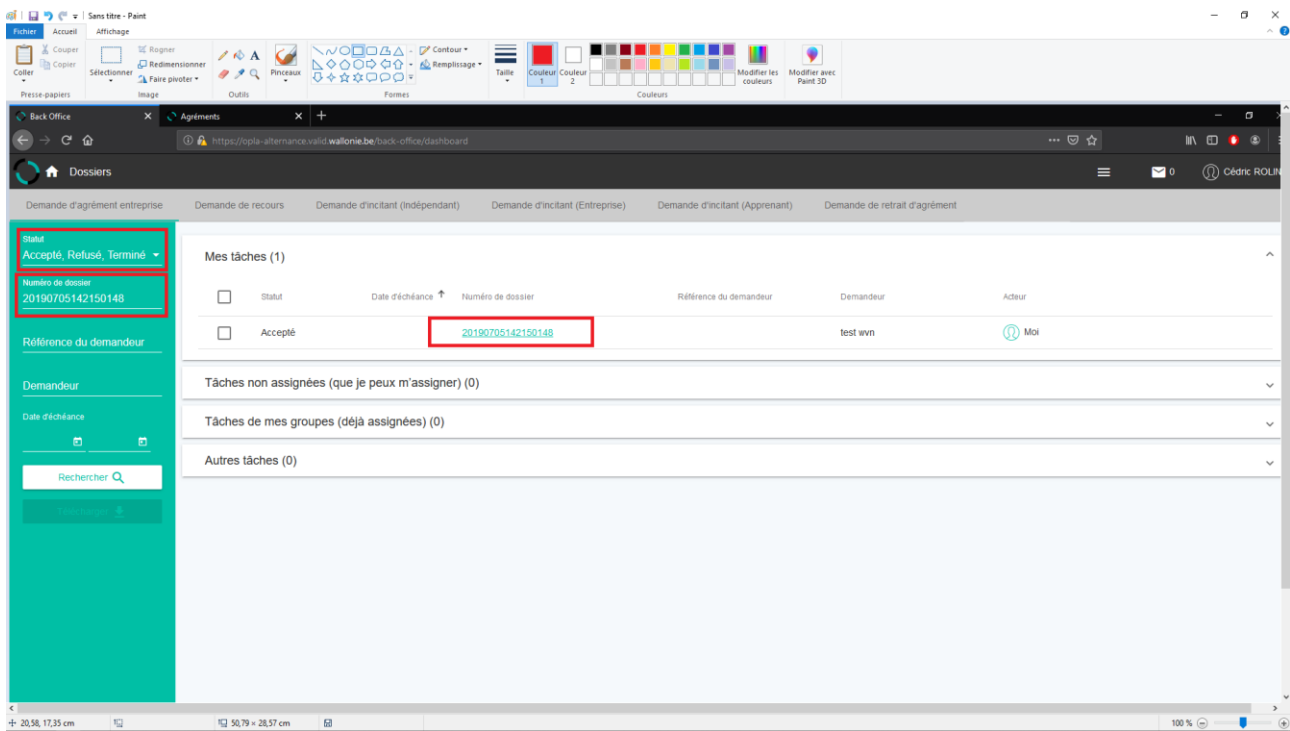 Sans titre - Paint
Fichier Accueil Affichage
Coller
Couper
Copier
Presse-papiers
Sélectionner
Rogner
Redimensionner
Faire pivoter
Image
A
Outils
Pinceaux
Contour
Remplissage
Formes
Taille
Couleur 1
Couleur 2
Modifier les couleurs
Modifier avec Paint 3D
Couleurs
Back Office Agréments
https://opla-alternance.valid.wallonie.be/back-office/dashboard
Dossiers 0 Cédric ROLIN
Demande d'agrément entreprise Demande de recours Demande d'incitant (Indépendant) Demande d'incitant (Entreprise) Demande d'incitant (Apprenant) Demande de retrait d'agrément
Statut
Accepté, Refusé, Terminé
Numéro de dossier
20190705142150148
Référence du demandeur
Demandeur
Date d'échéance
Rechercher
Télécharger
Mes tâches (1)
Statut Date d'échéance Numéro de dossier Référence du demandeur Demandeur Acteur
Accepté 20190705142150148 test wvn Moi
Tâches non assignées (que je peux m'assigner) (0)
Tâches de mes groupes (déjà assignées) (0)
Autres tâches (0)
20,58, 17,35 cm 50,79 × 28,57 cm 100 %